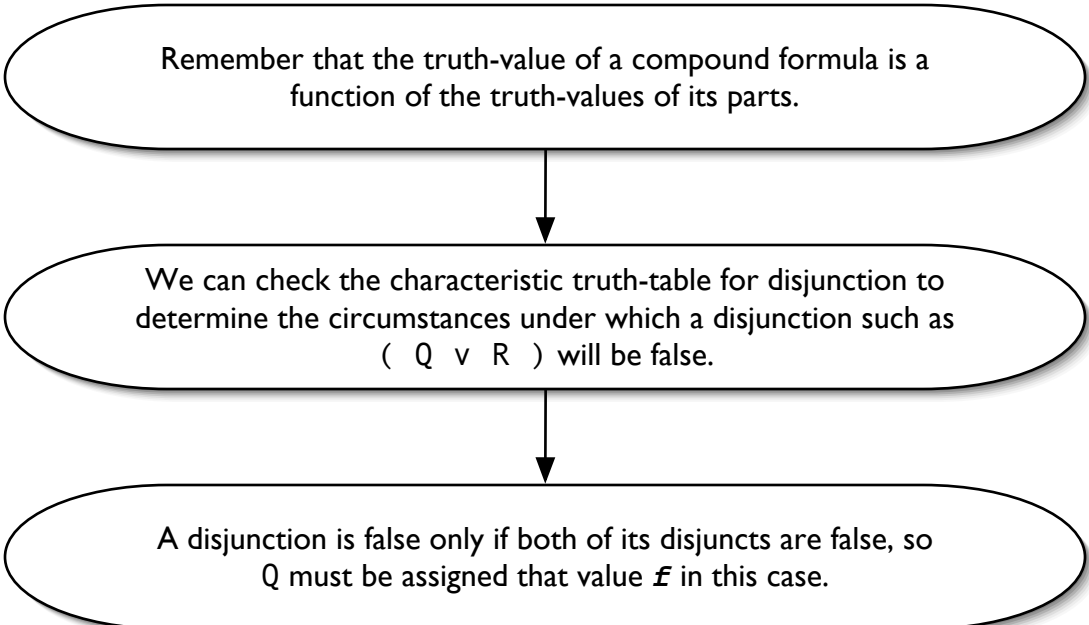 Remember that the truth-value of a compound formula is a
function of the truth-values of its parts.
We can check the characteristic truth-table for disjunction to
determine the circumstances under which a disjunction such as
( Q v R ) will be false.
A disjunction is false only if both of its disjuncts are false, so
Q must be assigned that value f in this case.